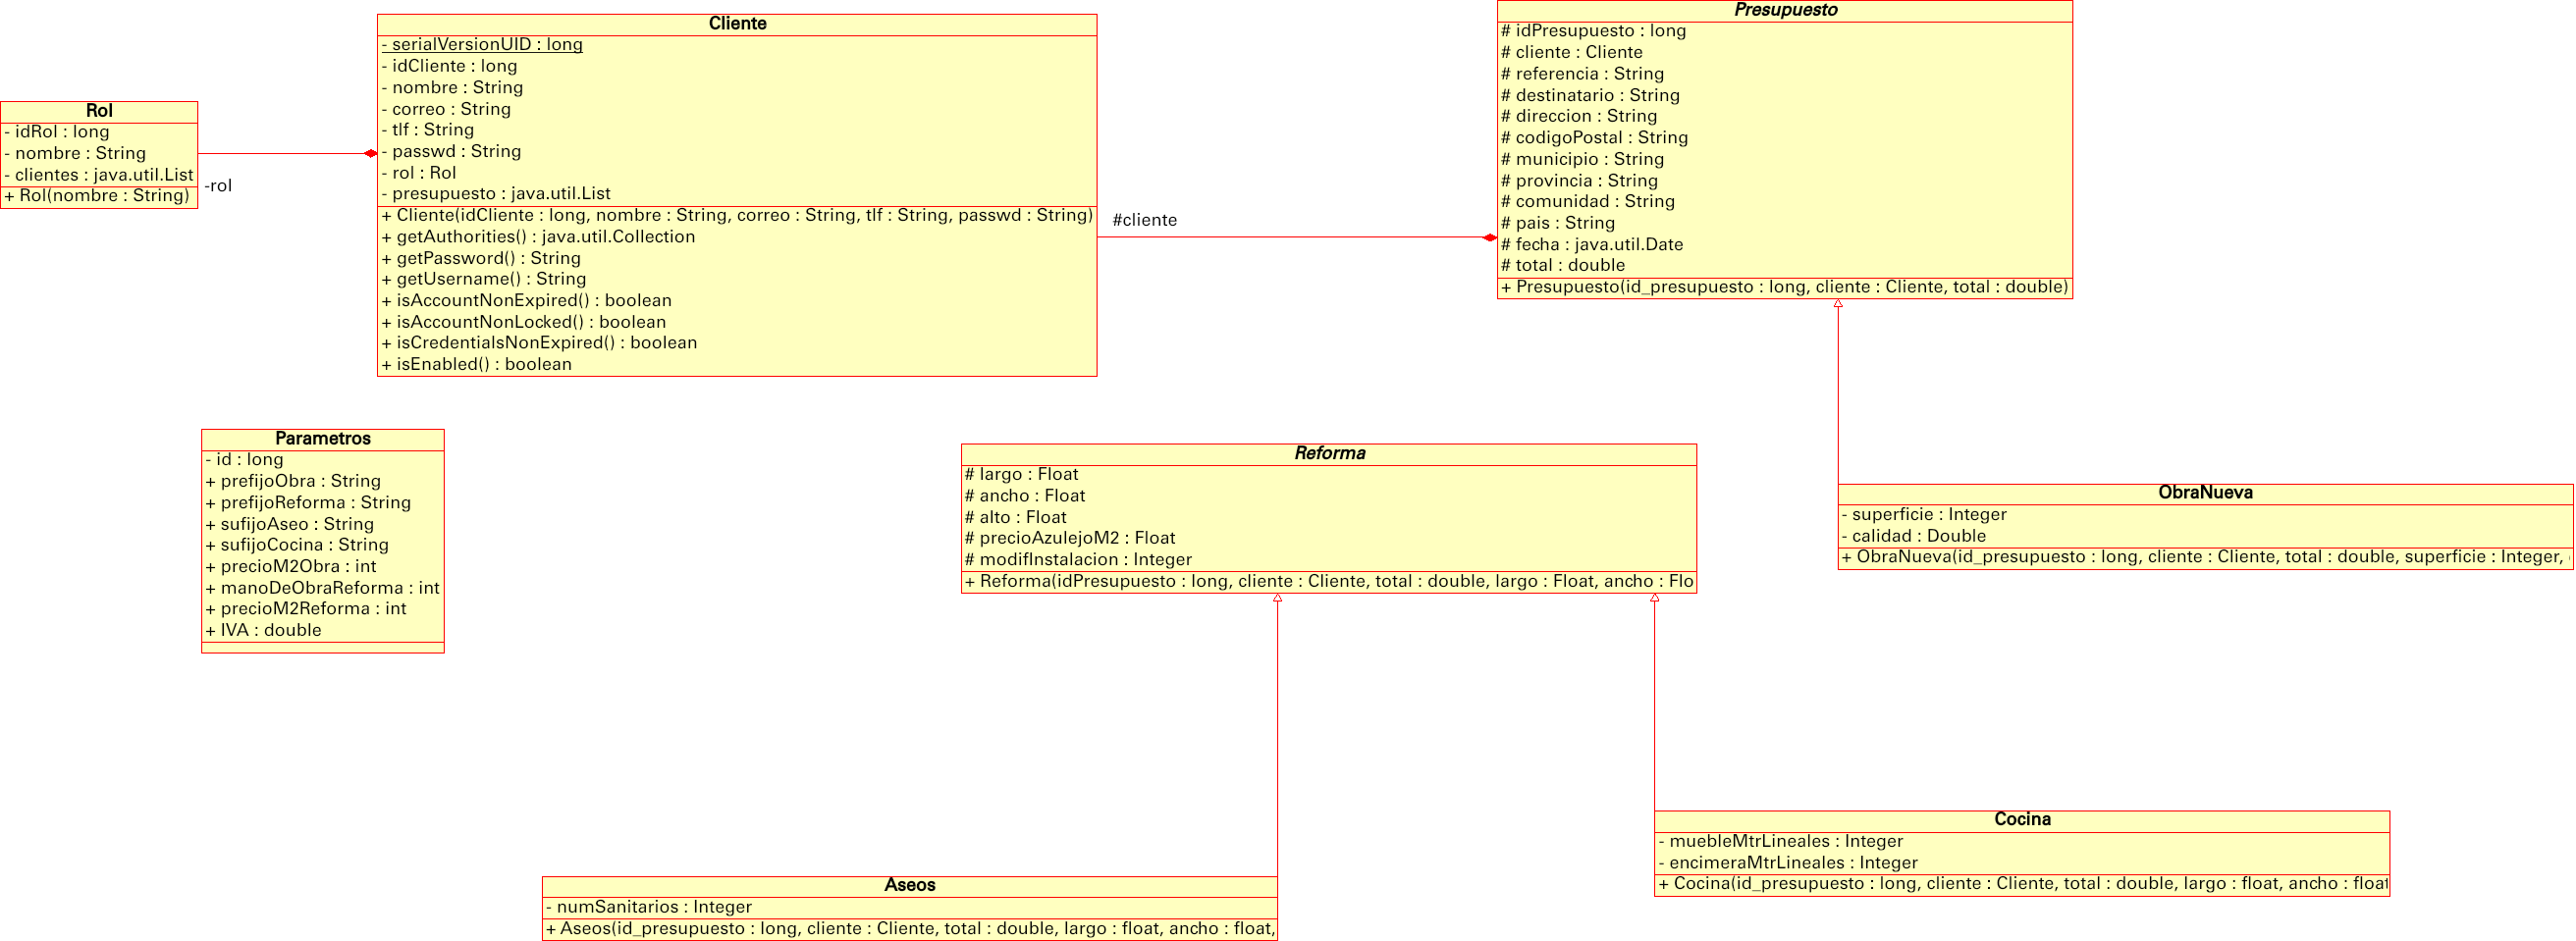 Rol
- idRol : long
- nombre : String
- clientes : java.util.List
+ Rol(nombre : String)
-rol
Cliente
- serialVersionUID : long
- idCliente : long
- nombre : String
- correo : String
- tlf : String
- passwd : String
- rol : Rol
- presupuesto : java.util.List
+ Cliente(idCliente : long, nombre : String, correo : String, tlf : String, passwd : String)
+ getAuthorities() : java.util.Collection
+ getPassword() : String
+ getUsername() : String
+ isAccountNonExpired() : boolean
+ isAccountNonLocked() : boolean
+ isCredentialsNonExpired() : boolean
+ isEnabled() : boolean
#cliente
Presupuesto
# idPresupuesto : long
# cliente : Cliente
# referencia : String
# destinatario : String
# direccion : String
# codigoPostal : String
# municipio : String
# provincia : String
# comunidad : String
# pais : String
# fecha : java.util.Date
# total : double
+ Presupuesto(id_presupuesto : long, cliente : Cliente, total : double)
Parametros
- id : long
+ prefijoObra : String
+ prefijoReforma : String
+ sufijoAseo : String
+ sufijoCocina : String
+ precioM2Obra : int
+ manoDeObraReforma : int
+ precioM2Reforma : int
+ IVA : double
Reforma
# largo : Float
# ancho : Float
# alto : Float
# precioAzulejoM2 : Float
# modifInstalacion : Integer
+ Reforma(idPresupuesto : long, cliente : Cliente, total : double, largo : Float, ancho : Flo
ObraNueva
- superficie : Integer
- calidad : Double
+ ObraNueva(id_presupuesto : long, cliente : Cliente, total : double, superficie : Integer,
Cocina
- muebleMtrLineales : Integer
- encimeraMtrLineales : Integer
+ Cocina(id_presupuesto : long, cliente : Cliente, total : double, largo : float, ancho : float
Aseos
- numSanitarios : Integer
+ Aseos(id_presupuesto : long, cliente : Cliente, total : double, largo : float, ancho : float,